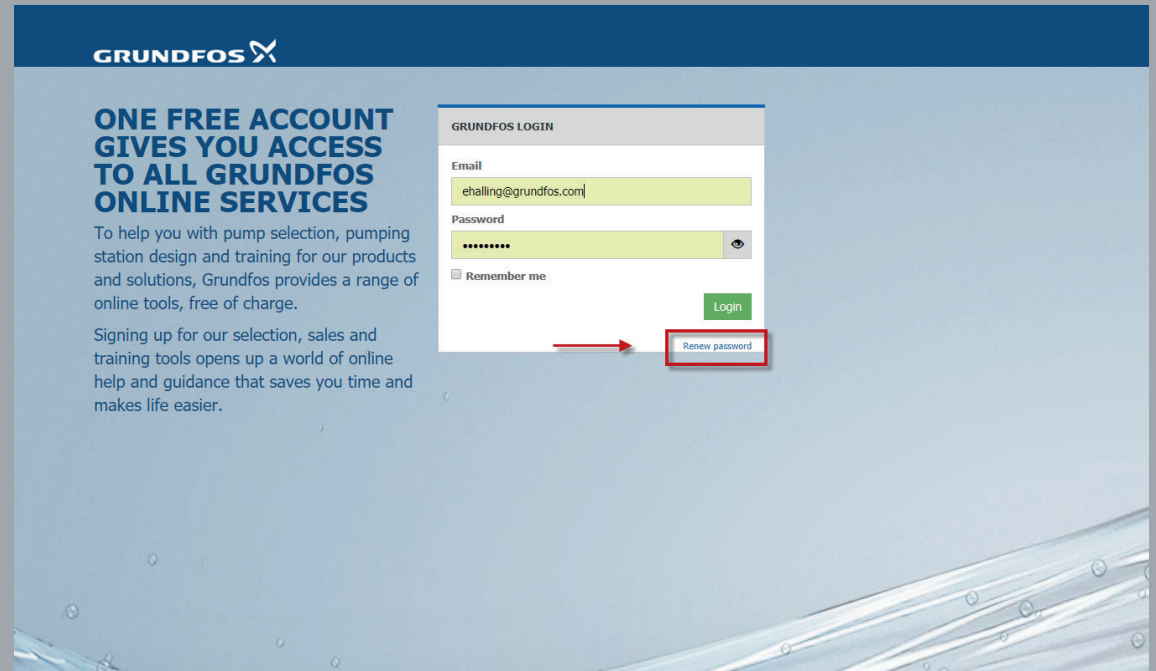 GRUNDFOS
ONE FREE ACCOUNT
GIVES YOU ACCESS
TO ALL GRUNDFOS
ONLINE SERVICES
To help you with pump selection, pumping
station design and training for our products
and solutions, Grundfos provides a range of
online tools, free of charge.
Signing up for our selection, sales and
training tools opens up a world of online
help and guidance that saves you time and
makes life easier.
GRUNDFOS LOGIN
Email
ehalling@grundfos.com
Password
•••••••••
Remember me
Login
Renew password